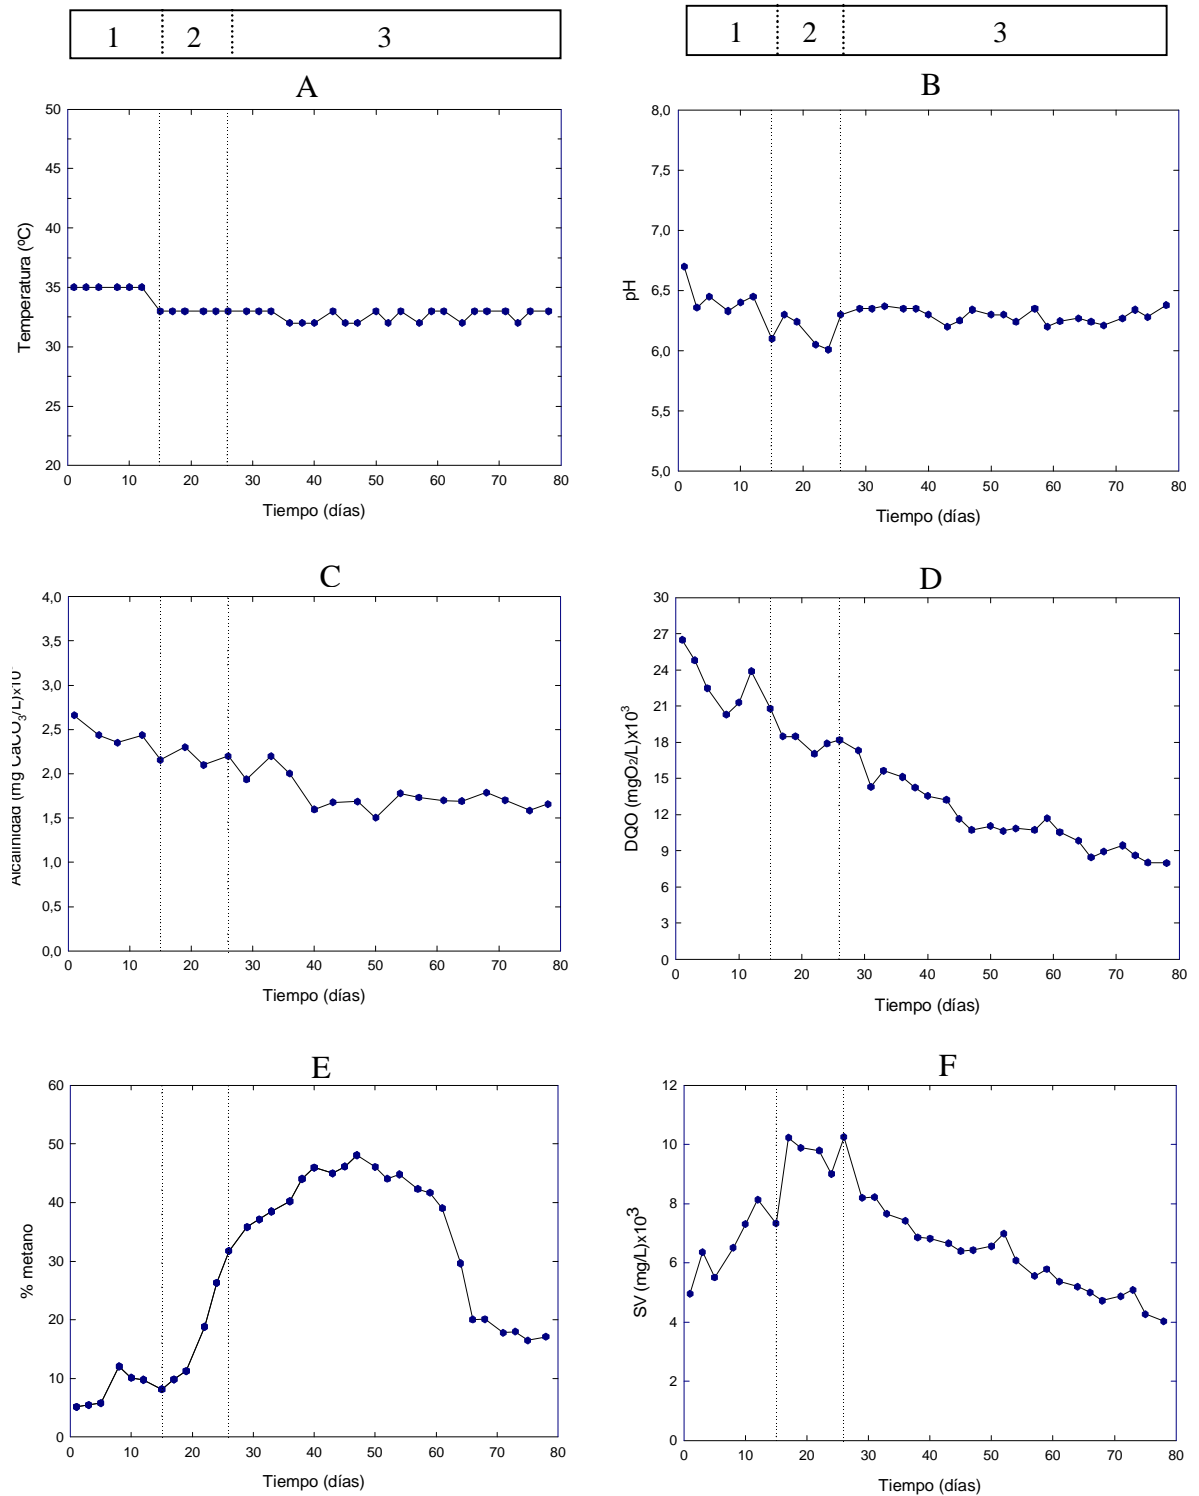 1 2 3
1 2 3
A
50
45
40
35
30
25
20
Temperatura (ºC)
0 10 20 30 40 50 60 70 80
Tiempo (días)
B
8,0
7,5
7,0
6,5
6,0
5,5
5,0
pH
0 10 20 30 40 50 60 70 80
Tiempo (días)
C
4,0
3,5
3,0
2,5
2,0
1,5
1,0
0,5
0,0
Alcalinidad (mg CaCO3/L)x10
0 10 20 30 40 50 60 70 80
Tiempo (días)
D
30
27
24
21
18
15
12
9
6
3
0
DQO (mgO2/L)x10³
0 10 20 30 40 50 60 70 80
Tiempo (días)
E
60
50
40
30
20
10
0
% metano
0 10 20 30 40 50 60 70 80
Tiempo (días)
F
12
10
8
6
4
2
0
SV (mg/L)x10³
0 10 20 30 40 50 60 70 80
Tiempo (días)